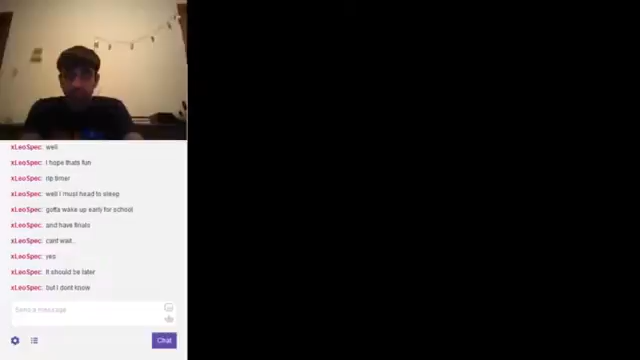 xLeoSpec: well
xLeoSpec: I hope thats fun
xLeoSpec: rip timer
xLeoSpec: well I must head to sleep
xLeoSpec: gotta wake up early for school
xLeoSpec: and have finals
xLeoSpec: cant wait..
xLeoSpec: yes
xLeoSpec: It should be later
xLeoSpec: but I dont know
Send a message
Chat